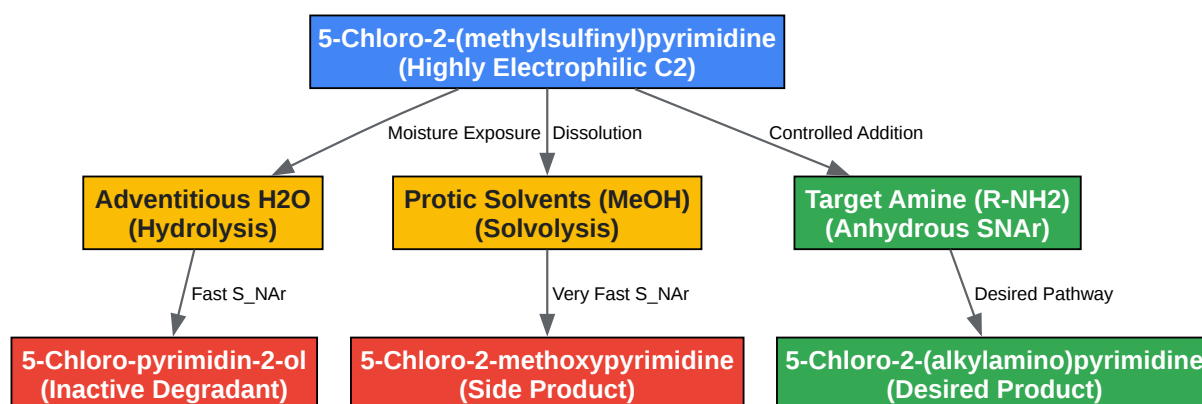 5-Chloro-2-(methylsulfinyl)pyrimidine
(Highly Electrophilic C2)
Moisture Exposure
Dissolution
Controlled Addition
Adventitious H2O
(Hydrolysis)
Protic Solvents (MeOH)
(Solvolysis)
Target Amine (R-NH2)
(Anhydrous SNAr)
Fast S_NAr
Very Fast S_NAr
Desired Pathway
5-Chloro-pyrimidin-2-ol
(Inactive Degradant)
5-Chloro-2-methoxypyrimidine
(Side Product)
5-Chloro-2-(alkylamino)pyrimidine
(Desired Product)